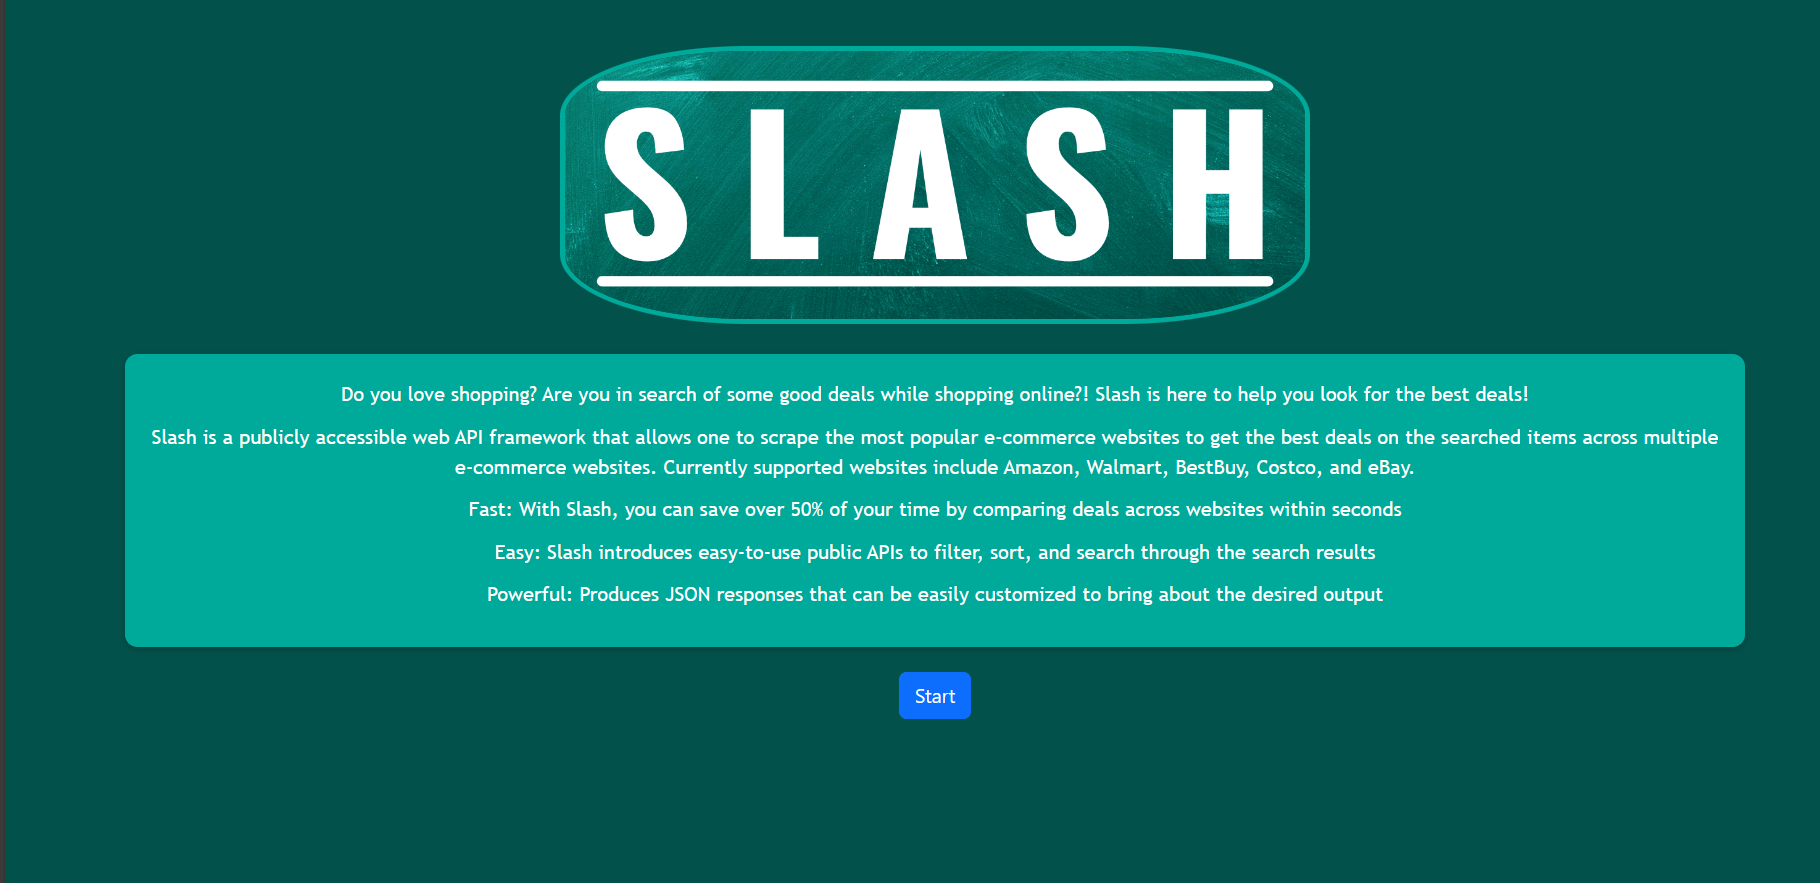 SLASH
Do you love shopping? Are you in search of some good deals while shopping online?! Slash is here to help you look for the best deals!
Slash is a publicly accessible web API framework that allows one to scrape the most popular e-commerce websites to get the best deals on the searched items across multiple
e-commerce websites. Currently supported websites include Amazon, Walmart, BestBuy, Costco, and eBay.
Fast: With Slash, you can save over 50% of your time by comparing deals across websites within seconds
Easy: Slash introduces easy-to-use public APIs to filter, sort, and search through the search results
Powerful: Produces JSON responses that can be easily customized to bring about the desired output
Start